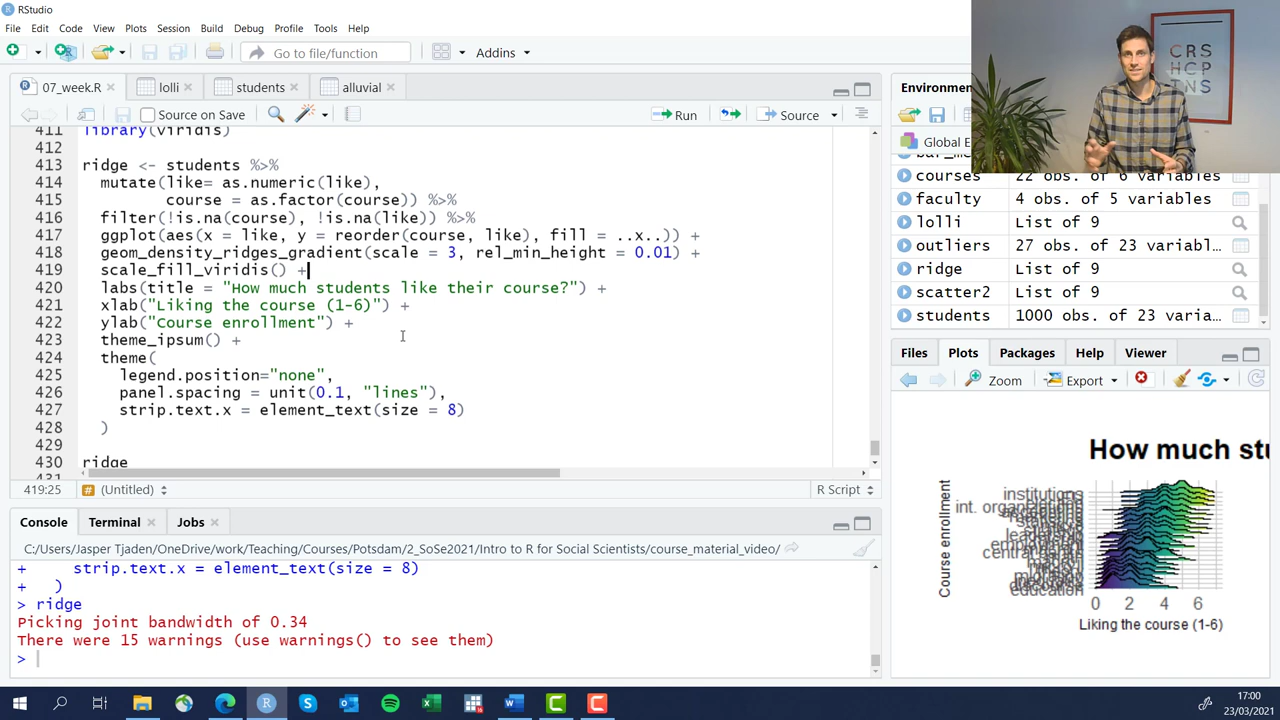 RStudio
File Edit Code View Plots Session Build Debug Profile Tools Help
Go to file/function Addins
07_week.R lolli students alluvial
Source on Save Run Source
411 library(viridis)
412
413 ridge <- students %>%
414 mutate(like= as.numeric(like),
415 course = as.factor(course)) %>%
416 filter(!is.na(course), !is.na(like)) %>%
417 ggplot(aes(x = like, y = reorder(course, like), fill = ..x..)) +
418 geom_density_ridges_gradient(scale = 3, rel_min_height = 0.01) +
419 scale_fill_viridis() +
420 labs(title = "How much students like their course?") +
421 xlab("Liking the course (1-6)") +
422 ylab("Course enrollment") +
423 theme_ipsum() +
424 theme(
425 legend.position="none",
426 panel.spacing = unit(0.1, "lines"),
427 strip.text.x = element_text(size = 8)
428 )
429
430 ridge
431
419:25 # (Untitled) R Script
Console Terminal Jobs
C:/Users/Jasper Tjaden/OneDrive/work/Teaching/Courses/Potsdam/2_SoSe2021/Intro to R for Social Scientists/course_material_video/
+ strip.text.x = element_text(size = 8)
+ )
> ridge
Picking joint bandwidth of 0.34
There were 15 warnings (use warnings() to see them)
>
CRS
HCP
TNS
Environmen
Global E
courses 22 obs. of 6 variables
faculty 4 obs. of 5 variables
lolli List of 9
outliers 27 obs. of 23 variabl…
ridge List of 9
scatter2 List of 9
students 1000 obs. of 23 varia…
Files Plots Packages Help Viewer
Zoom Export
How much stu
Course enrollment
institutions
int. organizations
education
0 2 4 6
Liking the course (1-6)
17:00
23/03/2021